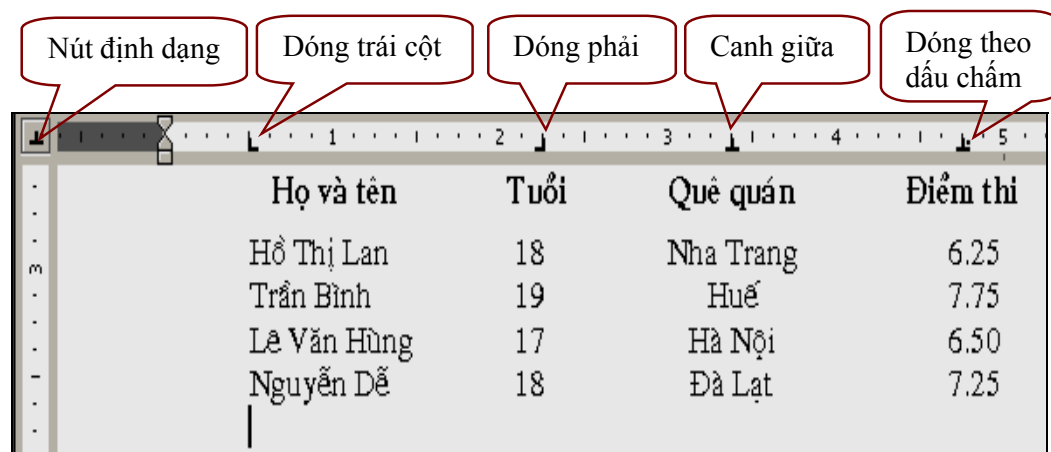 Nút định dạng
Dóng trái cột
Dóng phải
Canh giữa
Dóng theo
dấu chấm
1 2 3 4 5
Họ và tên Tuổi Quê quán Điểm thi
Hồ Thị Lan 18 Nha Trang 6.25
3
Trần Bình 19 Huế 7.75
Lê Văn Hùng 17 Hà Nội 6.50
Nguyễn Dễ 18 Đà Lạt 7.25